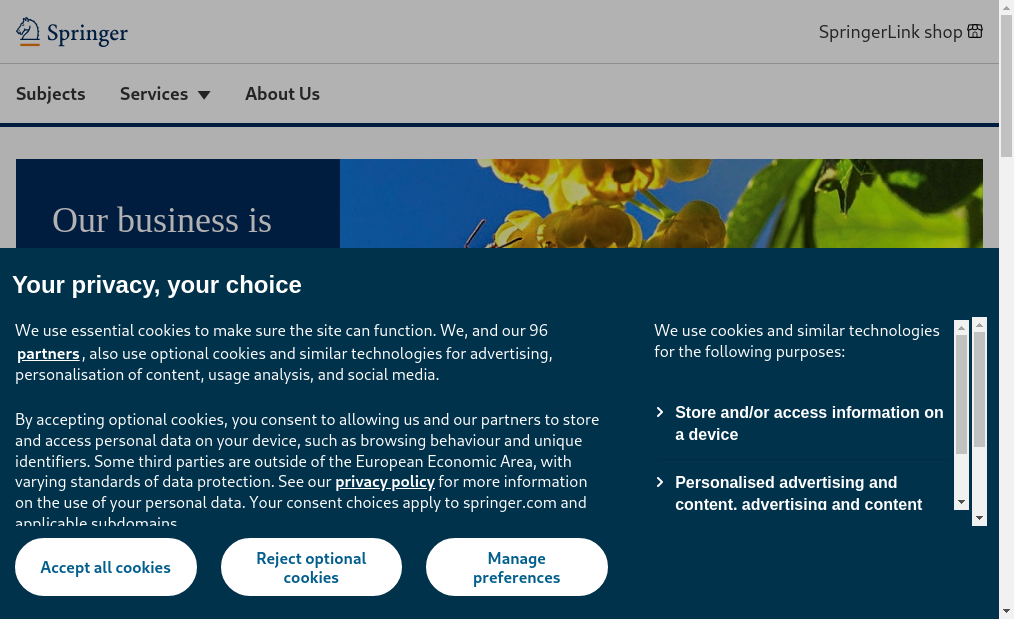 Springer
SpringerLink shop
Subjects
Services
About Us
Our business is
Your privacy, your choice
We use essential cookies to make sure the site can function. We, and our 96
partners, also use optional cookies and similar technologies for advertising,
personalisation of content, usage analysis, and social media.
By accepting optional cookies, you consent to allowing us and our partners to store
and access personal data on your device, such as browsing behaviour and unique
identifiers. Some third parties are outside of the European Economic Area, with
varying standards of data protection. See our privacy policy for more information
on the use of your personal data. Your consent choices apply to springer.com and
applicable subdomains.
We use cookies and similar technologies
for the following purposes:
Store and/or access information on
a device
Personalised advertising and
content, advertising and content
Accept all cookies
Reject optional
cookies
Manage
preferences